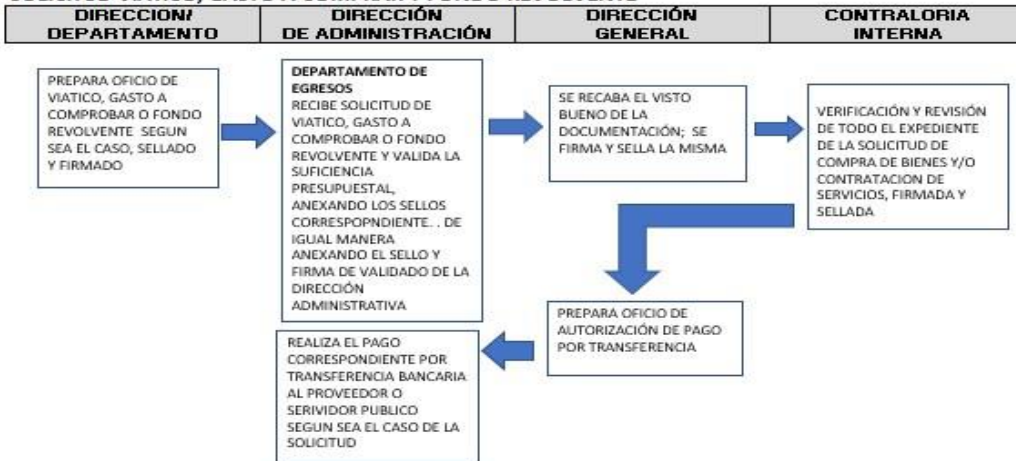 DIRECCION/
DEPARTAMENTO
DIRECCIÓN
DE ADMINISTRACIÓN
DIRECCIÓN
GENERAL
CONTRALORIA
INTERNA
PREPARA OFICIO DE
VIATICO, GASTO A
COMPROBAR O FONDO
REVOLVENTE SEGUN
SEA EL CASO, SELLADO
Y FIRMADO
DEPARTAMENTO DE
EGRESOS
RECIBE SOLICITUD DE
VIATICO, GASTO A
COMPROBAR O FONDO
REVOLVENTE Y VALIDA LA
SUFICIENCIA
PRESUPUESTAL,
ANEXANDO LOS SELLOS
CORRESPOPNDIENTE. . DE
IGUAL MANERA
ANEXANDO EL SELLO Y
FIRMA DE VALIDADO DE LA
DIRECCIÓN
ADMINISTRATIVA
SE RECABA EL VISTO
BUENO DE LA
DOCUMENTACIÓN; SE
FIRMA Y SELLA LA MISMA
VERIFICACIÓN Y REVISIÓN
DE TODO EL EXPEDIENTE
DE LA SOLICITUD DE
COMPRA DE BIENES Y/O
CONTRATACION DE
SERVICIOS, FIRMADA Y
SELLADA
PREPARA OFICIO DE
AUTORIZACIÓN DE PAGO
POR TRANSFERENCIA
REALIZA EL PAGO
CORRESPONDIENTE POR
TRANSFERENCIA BANCARIA
AL PROVEEDOR O
SERIVIDOR PUBLICO
SEGUN SEA EL CASO DE LA
SOLICITUD